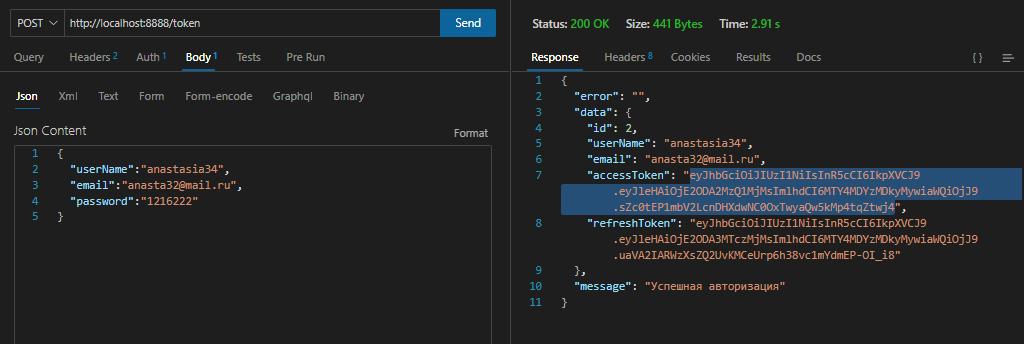 POST http://localhost:8888/token Send
Query Headers 2 Auth 1 Body 1 Tests Pre Run
Json Xml Text Form Form-encode Graphql Binary
Json Content Format
1 {
2 "userName":"anastasia34",
3 "email":"anasta32@mail.ru",
4 "password":"1216222"
5 }
Status: 200 OK Size: 441 Bytes Time: 2.91 s
Response Headers 8 Cookies Results Docs { }
1 {
2 "error": "",
3 "data": {
4 "id": 2,
5 "userName": "anastasia34",
6 "email": "anasta32@mail.ru",
7 "accessToken": "eyJhbGciOiJIUzI1NiIsInR5cCI6IkpXVCJ9
.eyJleHAiOjE2ODA2MzQ1MjMsImlhdCI6MTY4MDYzMDkyMywiaWQiOjJ9
.sZc0tEP1mbV2LcnDHXdwNC0OxTwyaQw5kMp4tqZtwj4",
8 "refreshToken": "eyJhbGciOiJIUzI1NiIsInR5cCI6IkpXVCJ9
.eyJleHAiOjE2ODA3MTczMjMsImlhdCI6MTY4MDYzMDkyMywiaWQiOjJ9
.uaVA2IARWzXsZQ2UvKMCeUrp6h38vc1mYdmEP-OI_i8"
9 },
10 "message": "Успешная авторизация"
11 }